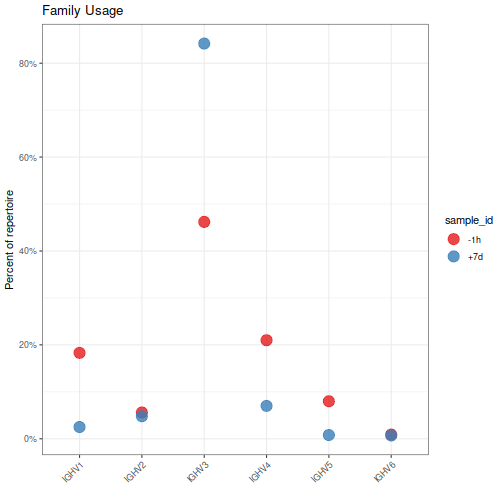 Family Usage
Percent of repertoire
80%
60%
40%
20%
0%
IGHV1
IGHV2
IGHV3
IGHV4
IGHV5
IGHV6
sample_id
-1h
+7d